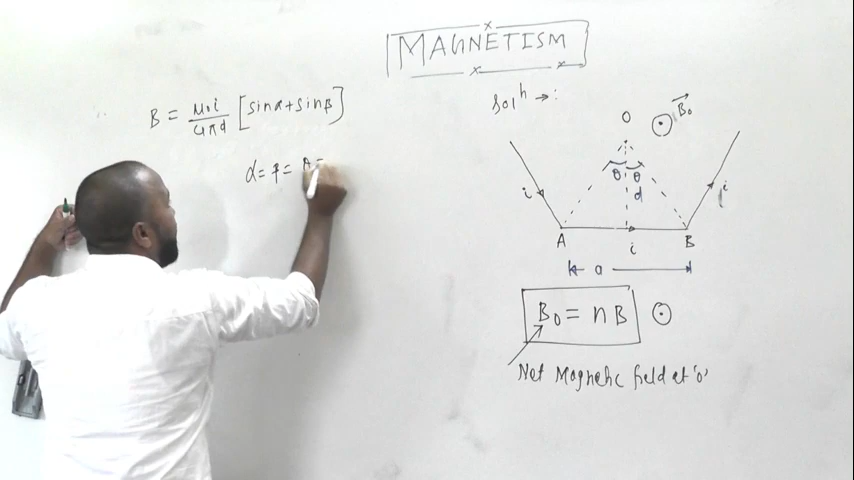 MAGNETISM
B = μ0i/4πd [sinα+sinβ]
α = β =
Solⁿ →:
O
B₀
θ θ
d
i
i
A
B
i
a
B₀ = nB
Net Magnetic field at 'O'